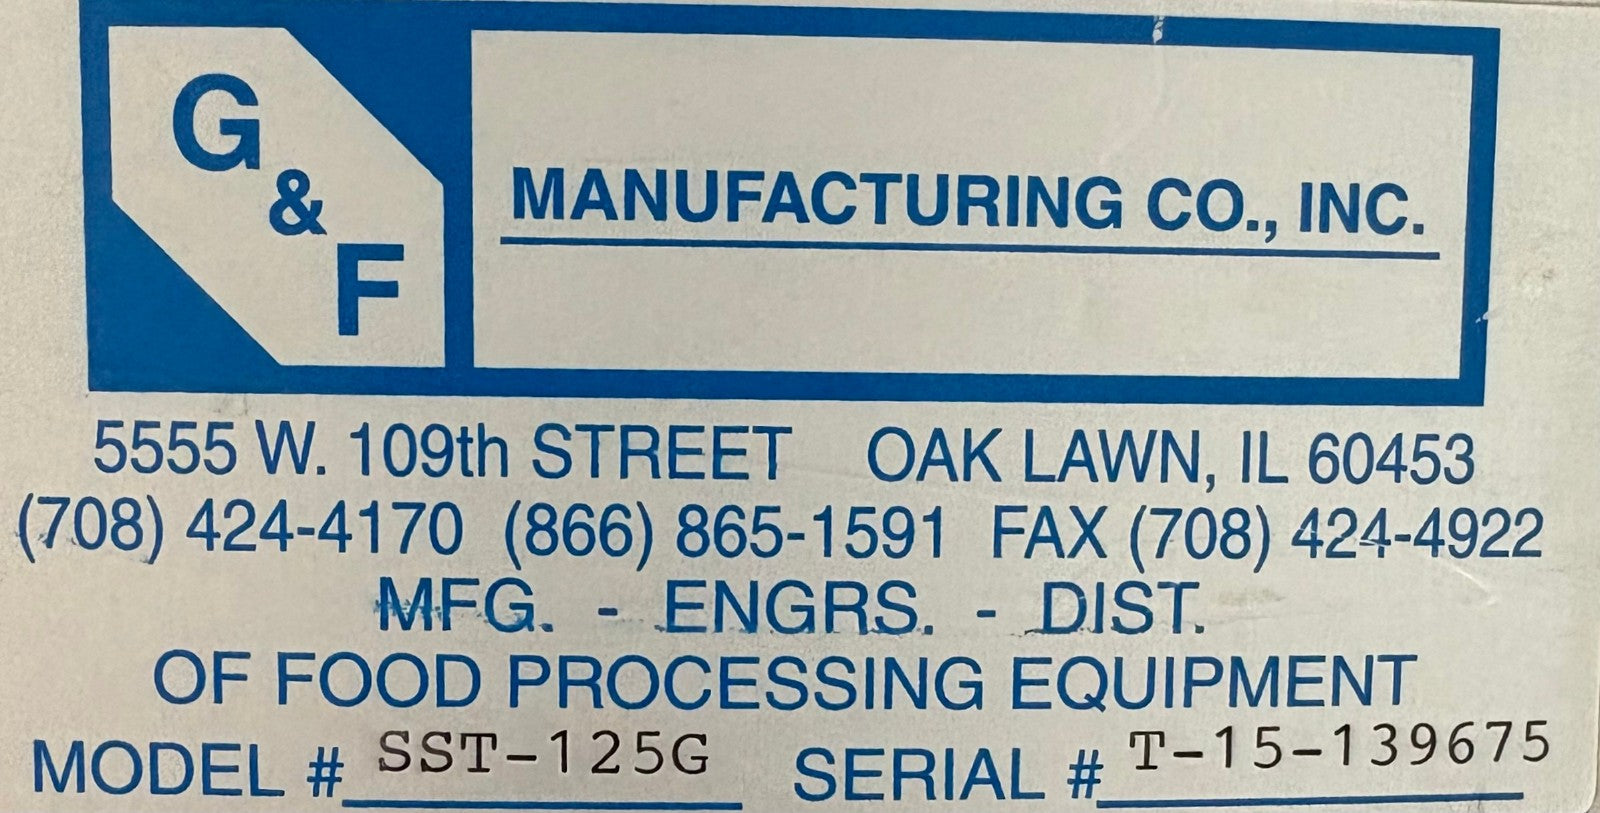 G & F
MANUFACTURING CO., INC.
5555 W. 109th STREET OAK LAWN, IL 60453
(708) 424-4170 (866) 865-1591 FAX (708) 424-4922
MFG. - ENGRS. - DIST.
OF FOOD PROCESSING EQUIPMENT
MODEL # SST-125G SERIAL # T-15-139675